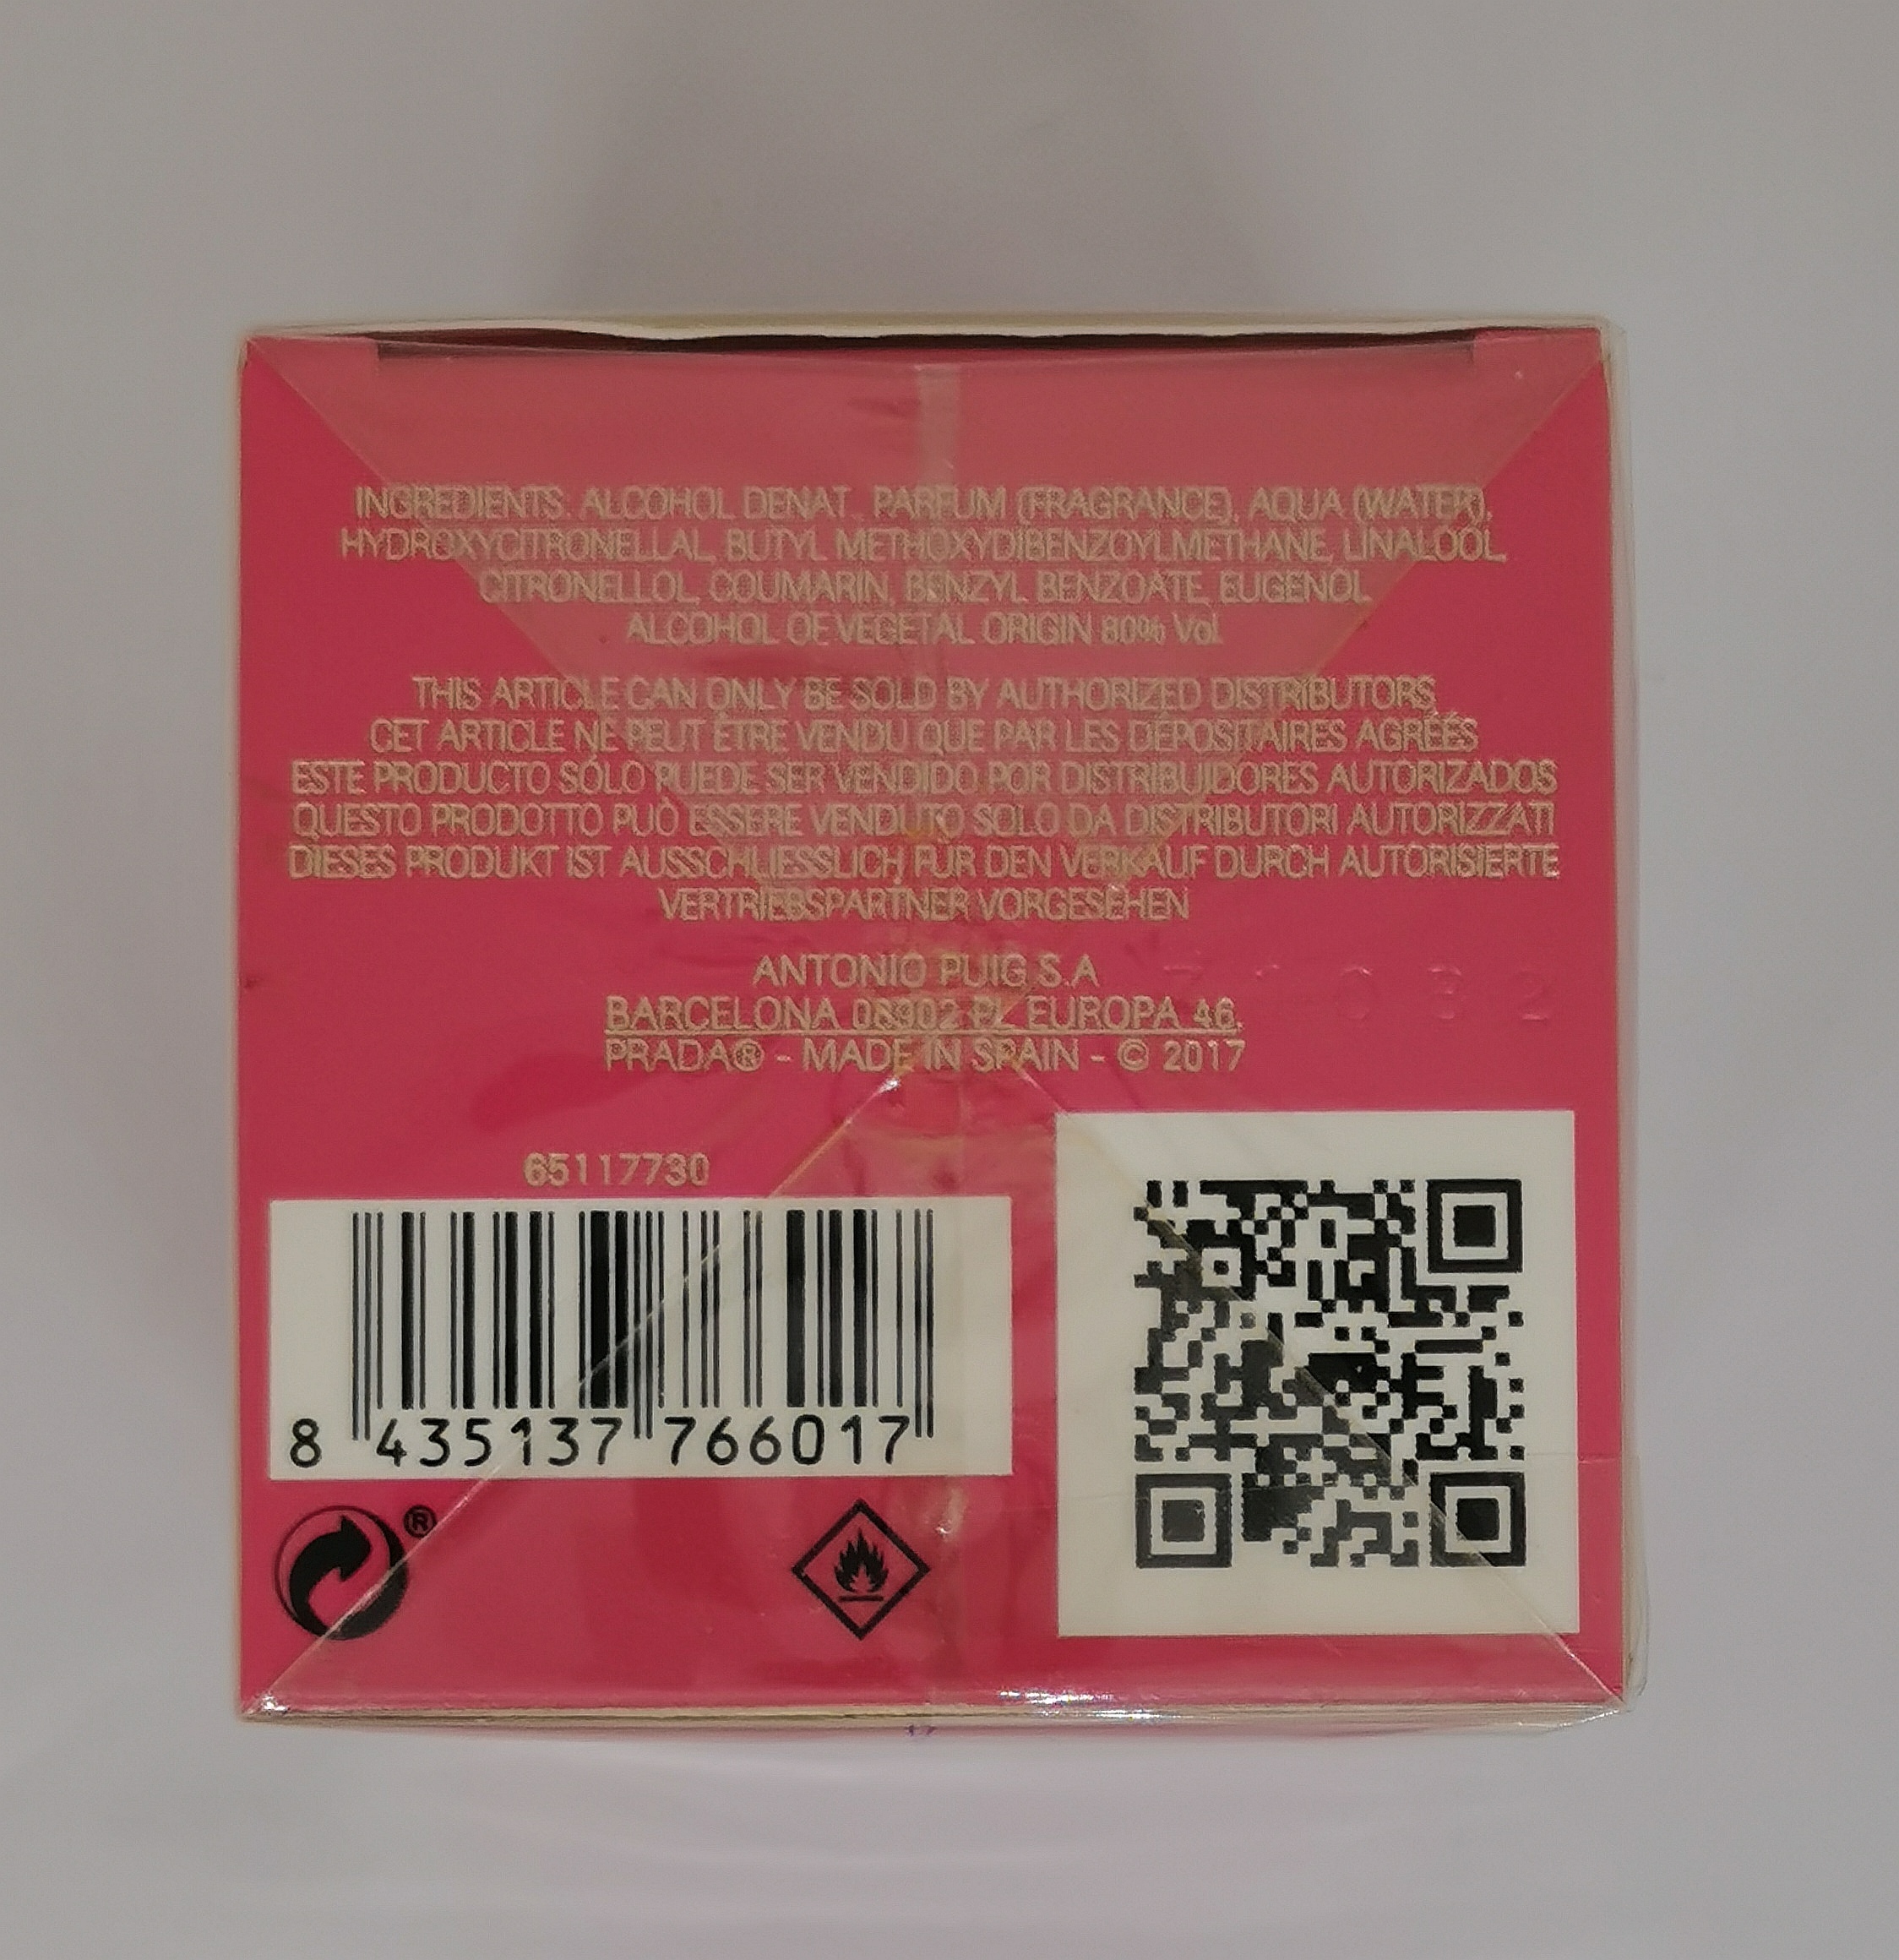 INGREDIENTS: ALCOHOL DENAT., PARFUM (FRAGRANCE), AQUA (WATER),
HYDROXYCITRONELLAL, BUTYL METHOXYDIBENZOYLMETHANE, LINALOOL,
CITRONELLOL, COUMARIN, BENZYL BENZOATE, EUGENOL.
ALCOHOL OF VEGETAL ORIGIN 80% Vol.
THIS ARTICLE CAN ONLY BE SOLD BY AUTHORIZED DISTRIBUTORS,
CET ARTICLE NE PEUT ÊTRE VENDU QUE PAR LES DÉPOSITAIRES AGRÉÉS
ESTE PRODUCTO SÓLO PUEDE SER VENDIDO POR DISTRIBUIDORES AUTORIZADOS
QUESTO PRODOTTO PUÒ ESSERE VENDUTO SOLO DA DISTRIBUTORI AUTORIZZATI
DIESES PRODUKT IST AUSSCHLIESSLICH FÜR DEN VERKAUF DURCH AUTORISIERTE
VERTRIEBSPARTNER VORGESEHEN
ANTONIO PUIG S.A
BARCELONA 08902 PL EUROPA 46.
PRADA® - MADE IN SPAIN - © 2017
65117730
8 435137 766017
®